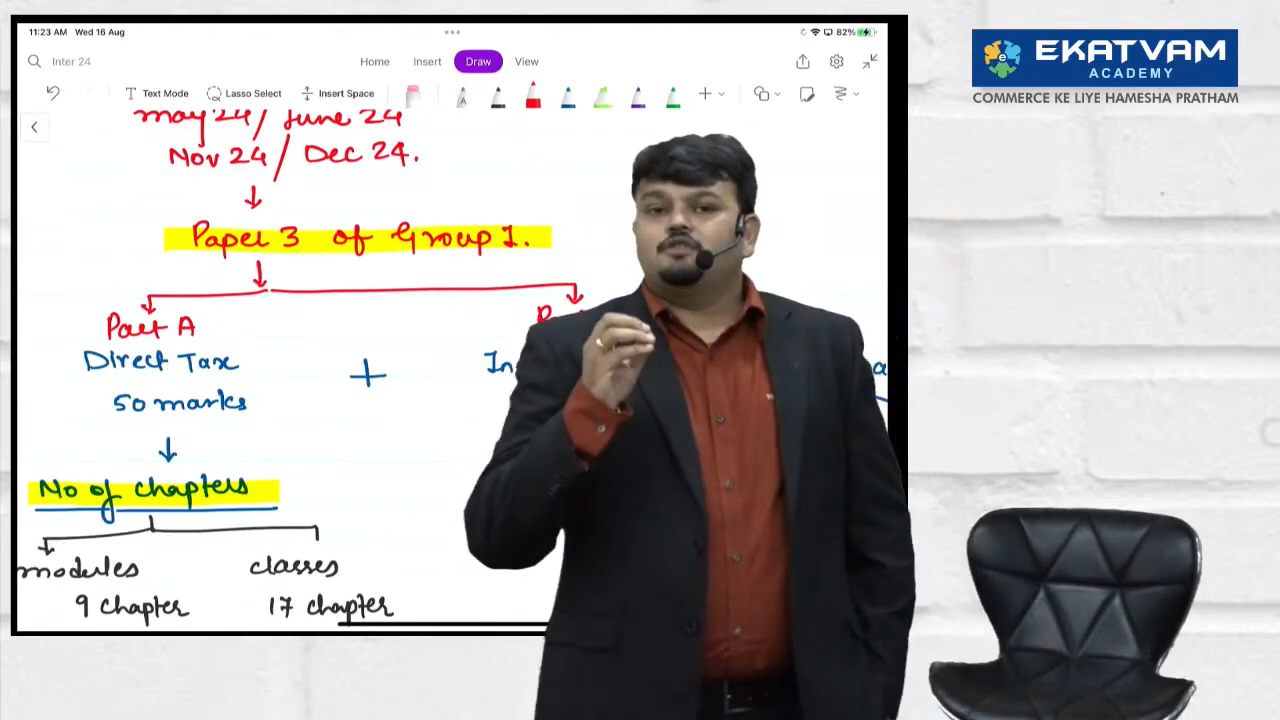 11:23 AM Wed 16 Aug
82%
EKATVAM
ACADEMY
COMMERCE KE LIYE HAMESHA PRATHAM
Inter 24
Home Insert Draw View
Text Mode Lasso Select Insert Space
may 24 / June 24
Nov 24 / Dec 24.
Paper 3 of Group I.
Part A
Direct Tax
+
50 marks
No of chapters
modules classes
9 chapter 17 chapter